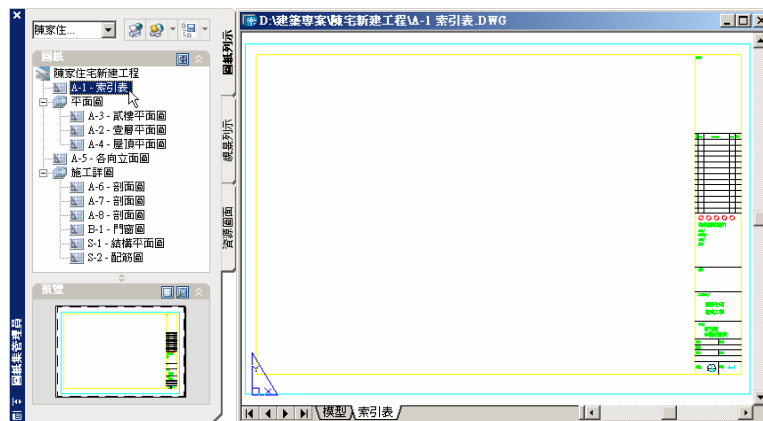 陳家住...
圖紙
陳家住宅新建工程
A-1 - 索引表
平面圖
A-3 - 貳樓平面圖
A-2 - 壹層平面圖
A-4 - 屋頂平面圖
A-5 - 各向立面圖
施工詳圖
A-6 - 剖面圖
A-7 - 剖面圖
A-8 - 剖面圖
B-1 - 門窗圖
S-1 - 結構平面圖
S-2 - 配筋圖
預覽
圖紙集管理員
圖紙列示
視景列示
資源圖面
D:\建築專案\陳宅新建工程\A-1 索引表.DWG
模型
索引表